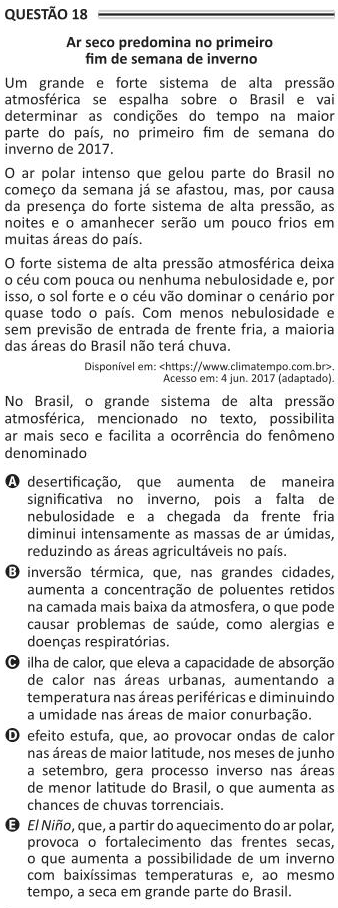 QUESTÃO 18
Ar seco predomina no primeiro
fim de semana de inverno
Um grande e forte sistema de alta pressão
atmosférica se espalha sobre o Brasil e vai
determinar as condições do tempo na maior
parte do país, no primeiro fim de semana do
inverno de 2017.
O ar polar intenso que gelou parte do Brasil no
começo da semana já se afastou, mas, por causa
da presença do forte sistema de alta pressão, as
noites e o amanhecer serão um pouco frios em
muitas áreas do país.
O forte sistema de alta pressão atmosférica deixa
o céu com pouca ou nenhuma nebulosidade e, por
isso, o sol forte e o céu vão dominar o cenário por
quase todo o país. Com menos nebulosidade e
sem previsão de entrada de frente fria, a maioria
das áreas do Brasil não terá chuva.
Disponível em: <https://www.climatempo.com.br>.
Acesso em: 4 jun. 2017 (adaptado).
No Brasil, o grande sistema de alta pressão
atmosférica, mencionado no texto, possibilita
ar mais seco e facilita a ocorrência do fenômeno
denominado
A desertificação, que aumenta de maneira
significativa no inverno, pois a falta de
nebulosidade e a chegada da frente fria
diminui intensamente as massas de ar úmidas,
reduzindo as áreas agricultáveis no país.
B inversão térmica, que, nas grandes cidades,
aumenta a concentração de poluentes retidos
na camada mais baixa da atmosfera, o que pode
causar problemas de saúde, como alergias e
doenças respiratórias.
C ilha de calor, que eleva a capacidade de absorção
de calor nas áreas urbanas, aumentando a
temperatura nas áreas periféricas e diminuindo
a umidade nas áreas de maior conurbação.
D efeito estufa, que, ao provocar ondas de calor
nas áreas de maior latitude, nos meses de junho
a setembro, gera processo inverso nas áreas
de menor latitude do Brasil, o que aumenta as
chances de chuvas torrenciais.
E El Niño, que, a partir do aquecimento do ar polar,
provoca o fortalecimento das frentes secas,
o que aumenta a possibilidade de um inverno
com baixíssimas temperaturas e, ao mesmo
tempo, a seca em grande parte do Brasil.